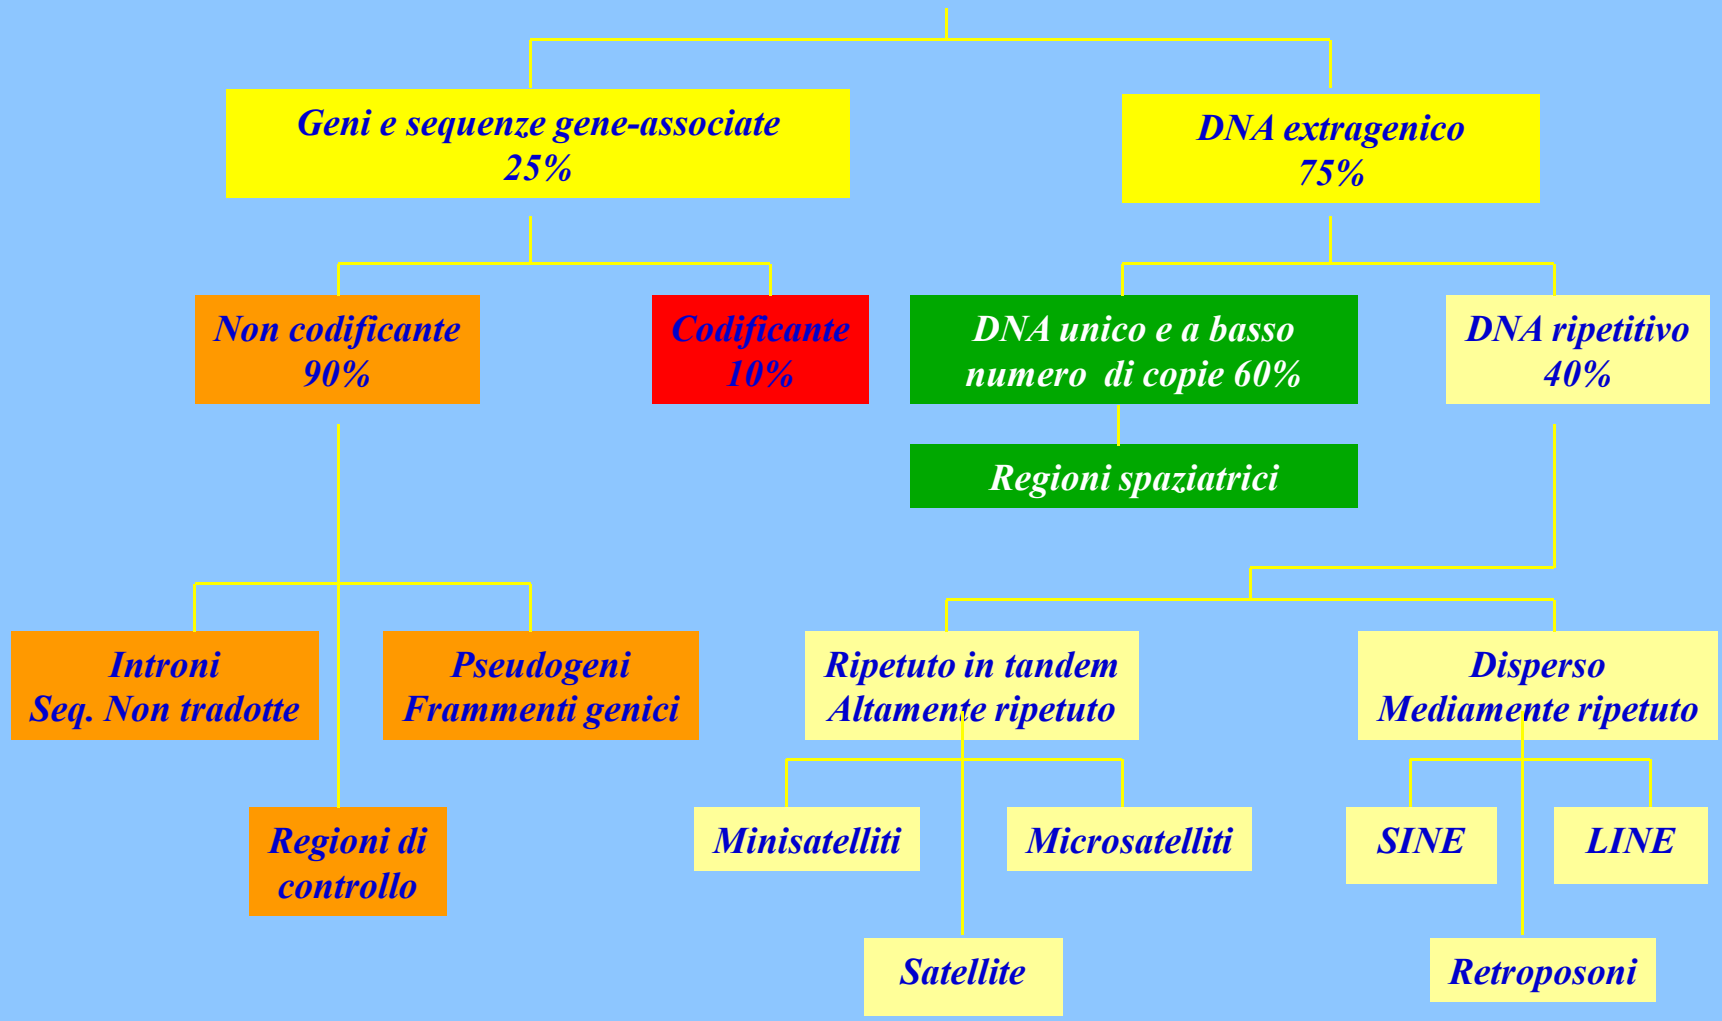 Geni e sequenze gene-associate
25%
DNA extragenico
75%
Non codificante
90%
Codificante
10%
DNA unico e a basso
numero di copie 60%
DNA ripetitivo
40%
Regioni spaziatrici
Introni
Seq. Non tradotte
Pseudogeni
Frammenti genici
Ripetuto in tandem
Altamente ripetuto
Disperso
Mediamente ripetuto
Regioni di
controllo
Minisatelliti
Microsatelliti
SINE
LINE
Satellite
Retroposoni